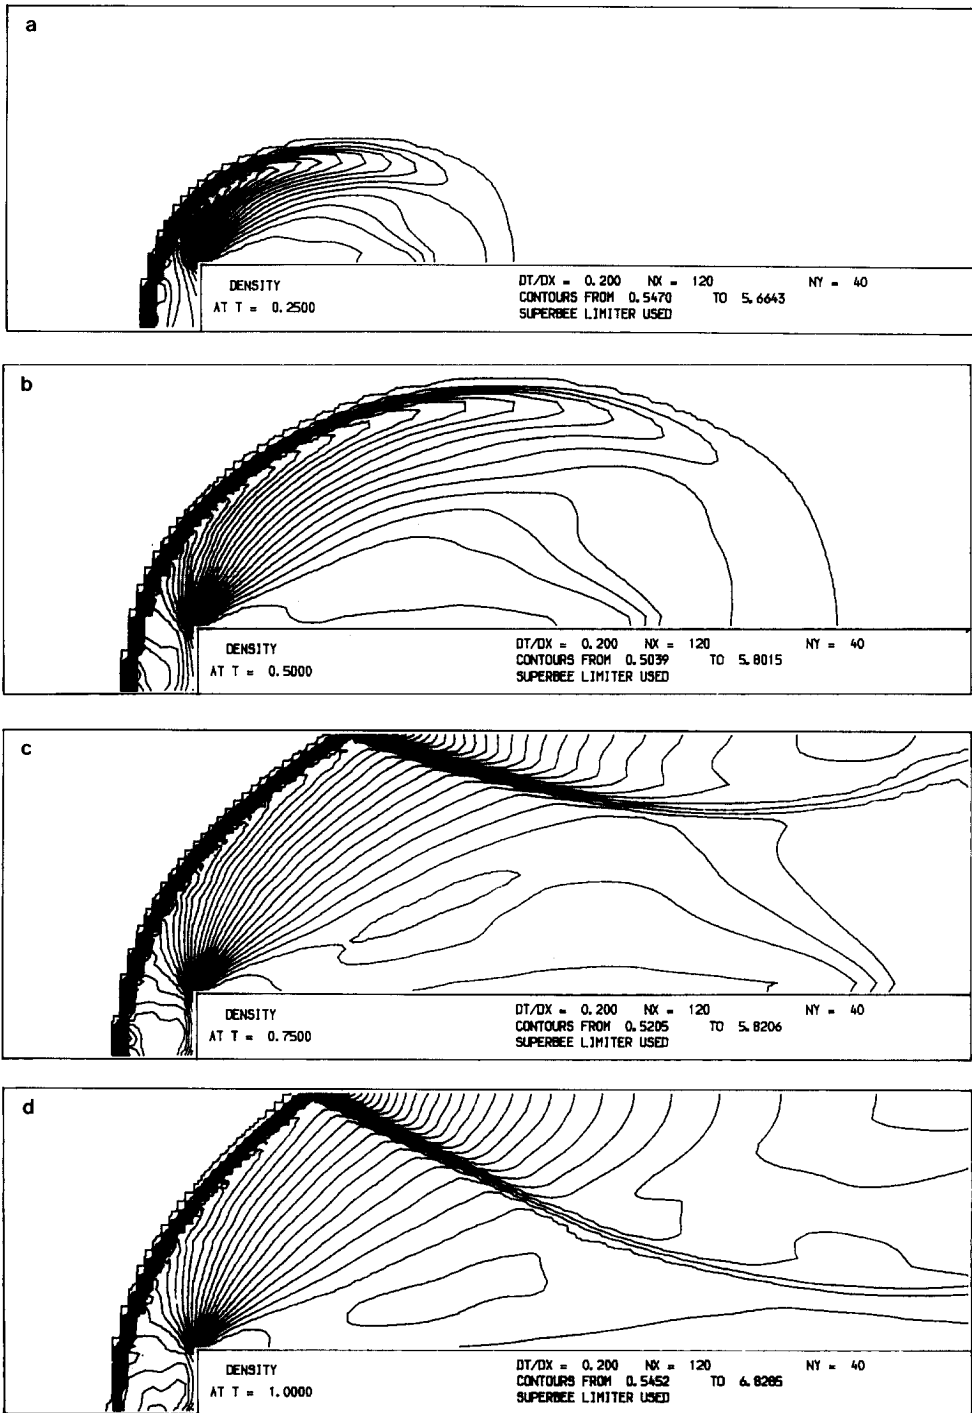 a
DENSITY
AT T = 0.2500
DT/DX = 0.200 NX = 120 NY = 40
CONTOURS FROM 0.5470 TO 5.6643
SUPERBEE LIMITER USED
b
DENSITY
AT T = 0.5000
DT/DX = 0.200 NX = 120 NY = 40
CONTOURS FROM 0.5039 TO 5.8015
SUPERBEE LIMITER USED
c
DENSITY
AT T = 0.7500
DT/DX = 0.200 NX = 120 NY = 40
CONTOURS FROM 0.5205 TO 5.8206
SUPERBEE LIMITER USED
d
DENSITY
AT T = 1.0000
DT/DX = 0.200 NX = 120 NY = 40
CONTOURS FROM 0.5452 TO 6.8285
SUPERBEE LIMITER USED